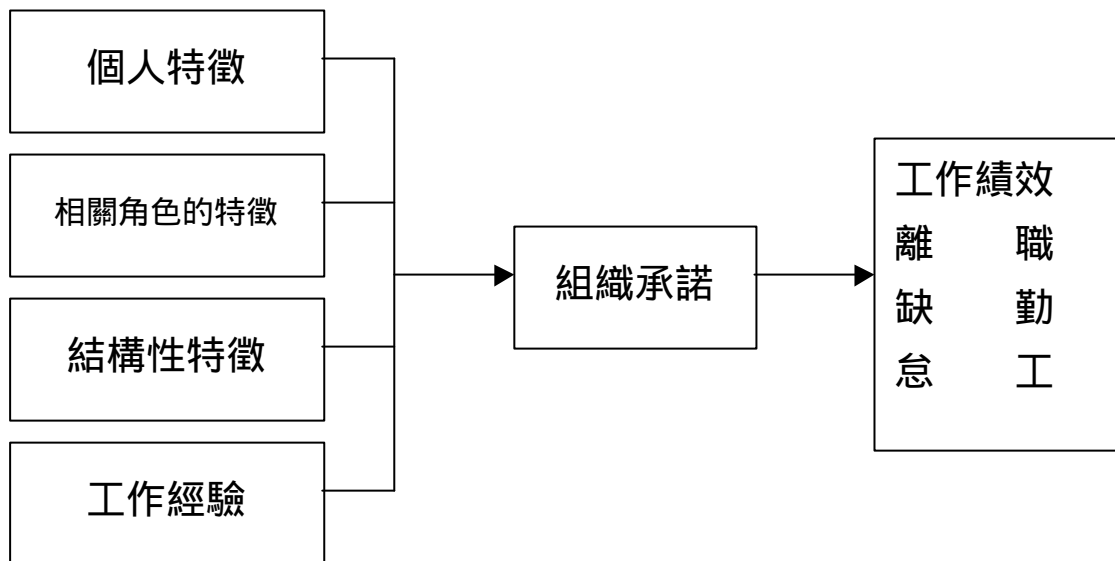 個人特徵
相關角色的特徵
結構性特徵
工作經驗
組織承諾
工作績效
離 職
缺 勤
怠 工